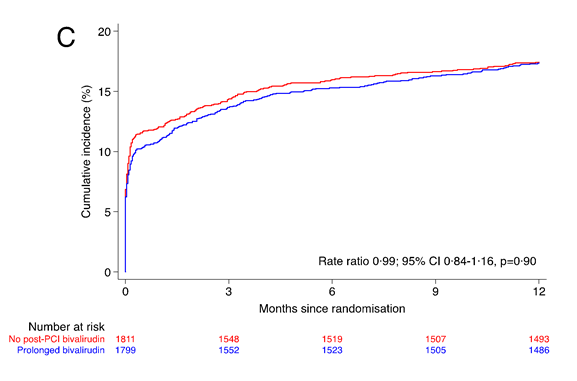 C
20
15
10
5
0
Cumulative incidence (%)
Rate ratio 0·99; 95% CI 0·84-1·16, p=0·90
0 3 6 9 12
Months since randomisation
Number at risk
No post-PCI bivalirudin 1811 1548 1519 1507 1493
Prolonged bivalirudin 1799 1552 1523 1505 1486